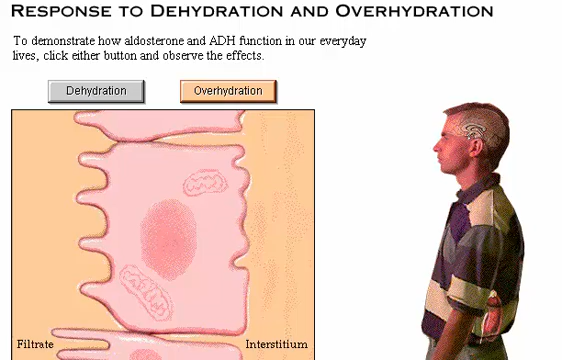 RESPONSE TO DEHYDRATION AND OVERHYDRATION
To demonstrate how aldosterone and ADH function in our everyday
lives, click either button and observe the effects.
Dehydration Overhydration
Filtrate Interstitium